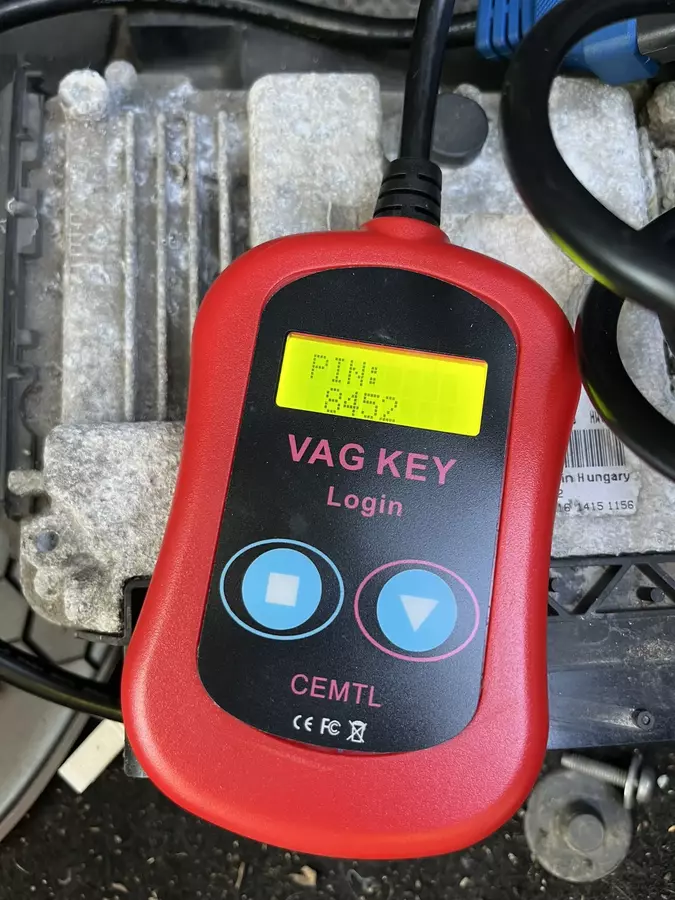 PIN:
8452
VAG KEY
Login
CEMTL
CE FC
in Hungary
1415 1156